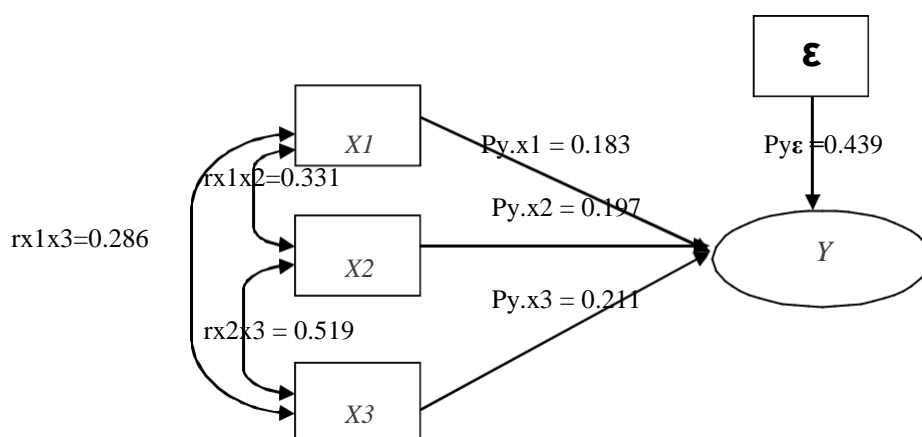 ε
X1
Py.x1 = 0.183
Pyε =0.439
rx1x2=0.331
Py.x2 = 0.197
rx1x3=0.286
X2
Y
Py.x3 = 0.211
rx2x3 = 0.519
X3